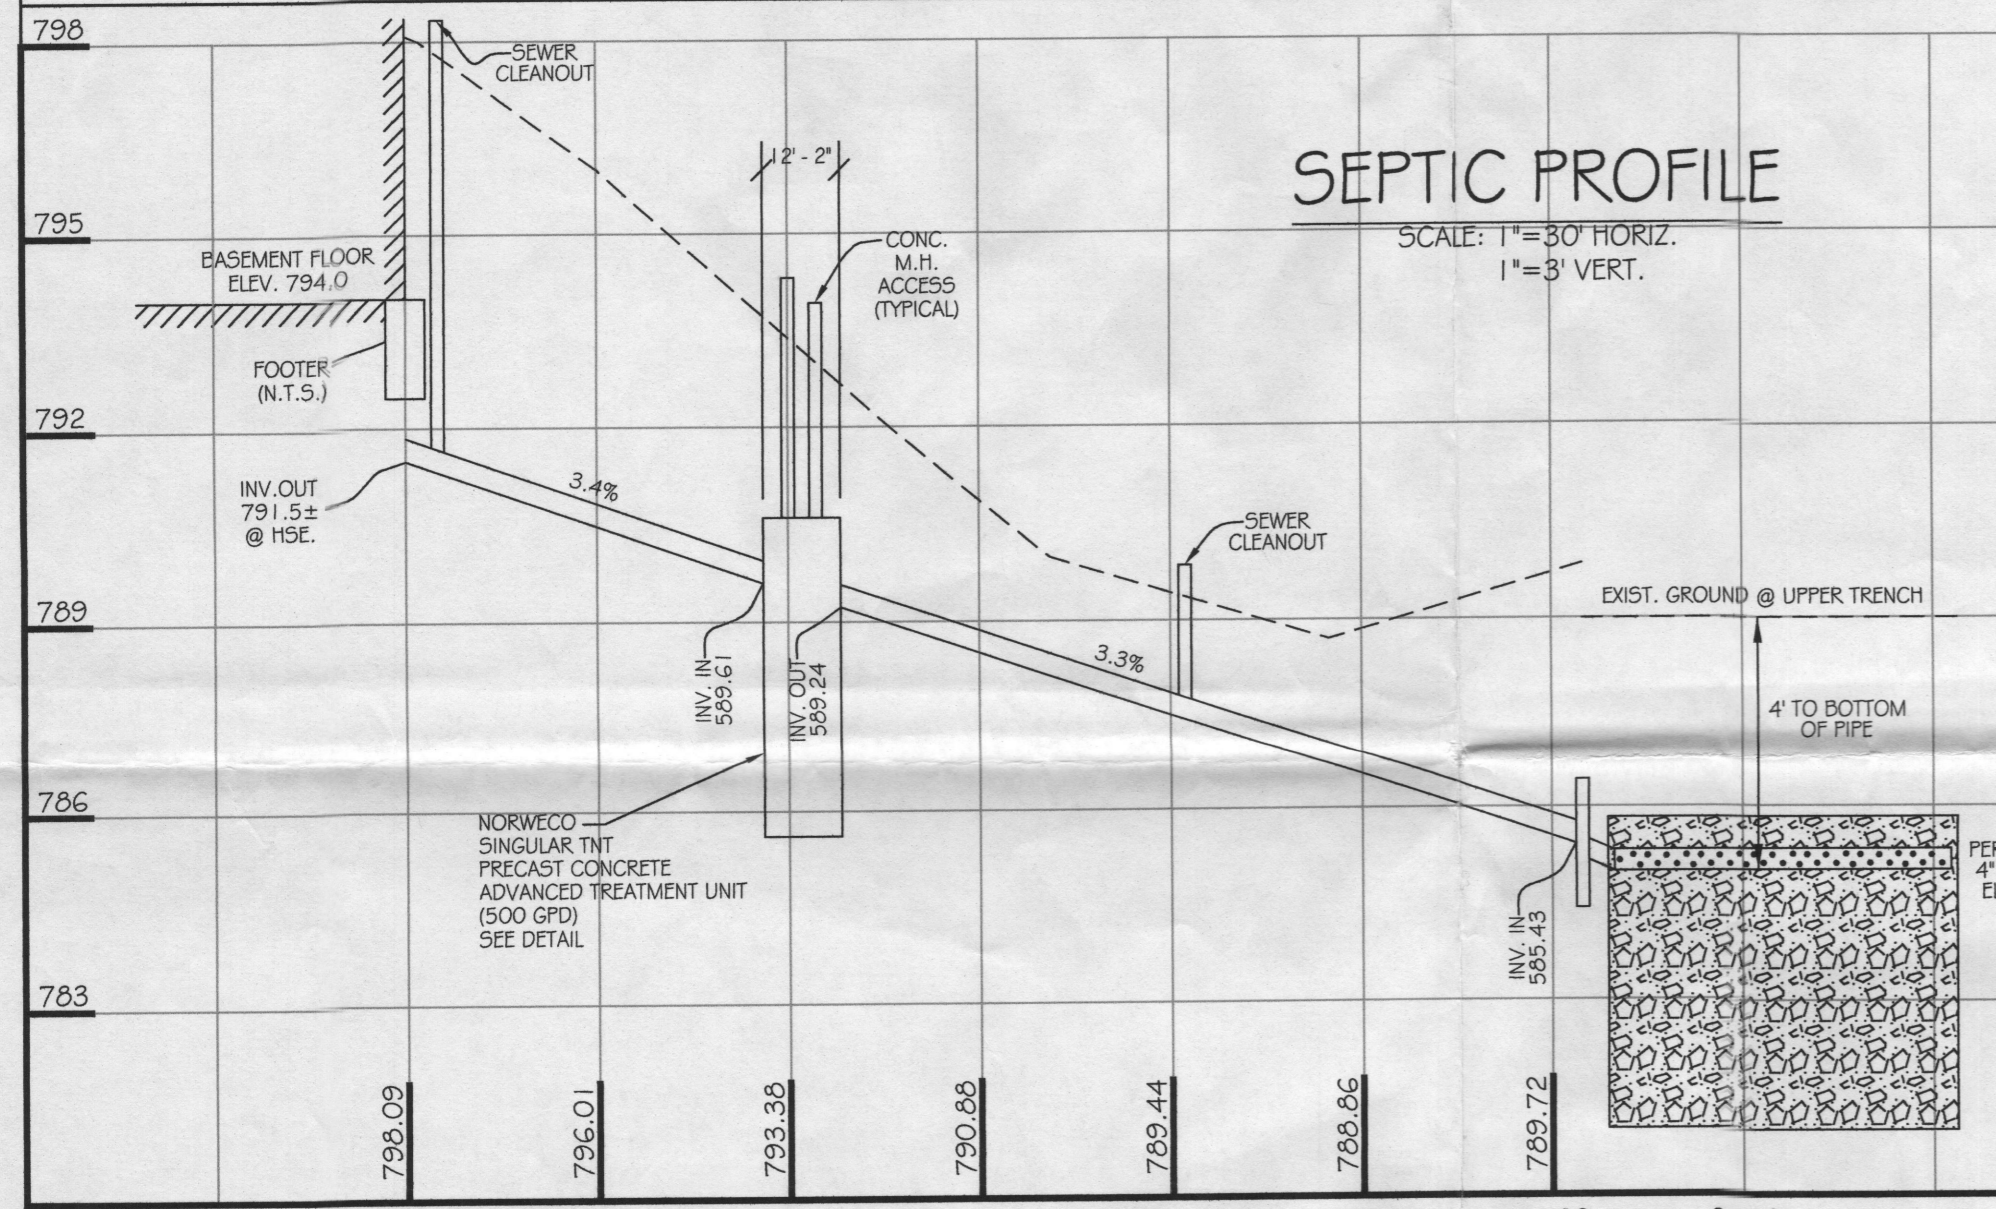 798
SEWER
CLEANOUT
12'-2"
SEPTIC PROFILE
SCALE: 1"=30' HORIZ.
1"=3' VERT.
795
BASEMENT FLOOR
ELEV. 794.0
CONC.
M.H.
ACCESS
(TYPICAL)
FOOTER
(N.T.S.)
792
INV.OUT
791.5±
@ HSE.
3.4%
SEWER
CLEANOUT
EXIST. GROUND @ UPPER TRENCH
789
INV. IN
589.61
INV. OUT
589.24
3.3%
4' TO BOTTOM
OF PIPE
786
NORWECO
SINGULAR TNT
PRECAST CONCRETE
ADVANCED TREATMENT UNIT
(500 GPD)
SEE DETAIL
INV. IN
585.43
4"
783
798.09
796.01
793.38
790.88
789.44
788.86
789.72